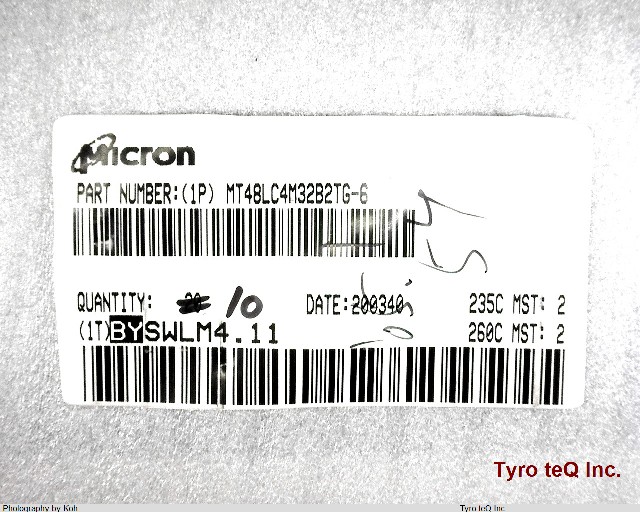 Micron
PART NUMBER:(1P) MT48LC4M32B2TG-6
QUANTITY: 10 DATE:200340 235C MST: 2
(1T)BYSWLM4.11 260C MST: 2
Tyro teQ Inc.
Photography by Koh Tyro teQ Inc